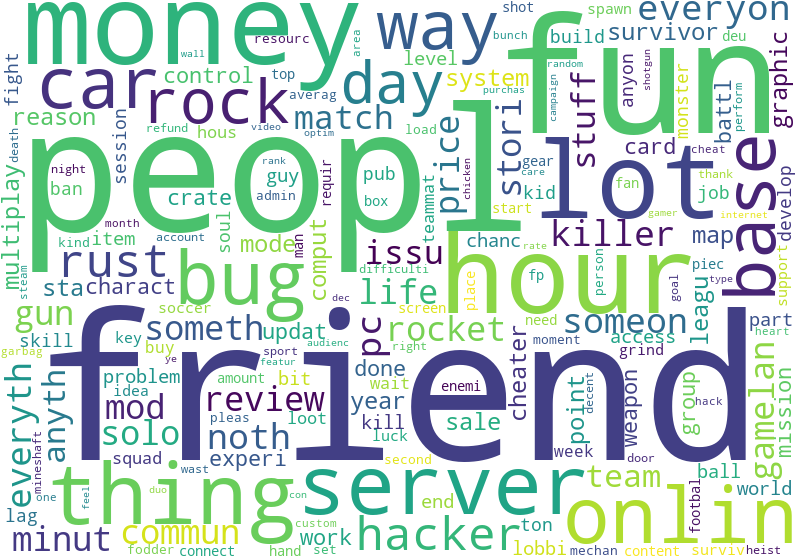 money
way
shot
spawn
everyon
resourc
wall
area
bunch
build
survivor
deu
fun
fight
car
rock
control
top
level
system
random
campaign
shotgun
anyon
monster
battl
graphic
perform
reason
session
averag
day
match
stori
price
purchas
stuff
card
cheat
death
refund
video
optim
hous
load
gear
night
rank
requir
guy
pub
kid
fan
thank
ban
crate
admin
box
teammat
start
care
job
gamer
peopl
lot
base
month
chicken
internet
multiplay
kind
item
account
soul
mode
man
comput
issu
chanc
killer
map
develop
steam
rust
bug
life
difficulti
fp
rate
person
piec
type
support
sta
charact
hour
goal
leagu
gun
soccer
dec
screen
place
need
part
skill
key
someth
updat
pc
rocket
someon
access
moment
heart
garbag
ye
sport
audienc
right
grind
friend
buy
featur
done
wait
problem
idea
amount
bit
year
enemi
cheater
decent
hack
everyth
anyth
mod
review
pleas
loot
kill
sale
point
weapon
group
gamelan
mission
mineshaft
solo
noth
luck
week
door
squad
experi
wast
second
team
ball
world
one
feel
thing
duo
con
server
end
ton
onlin
footbal
lag
minut
commun
custom
work
hacker
lobbi
mechan
content
surviv
heist
fodder
connect
hand
set